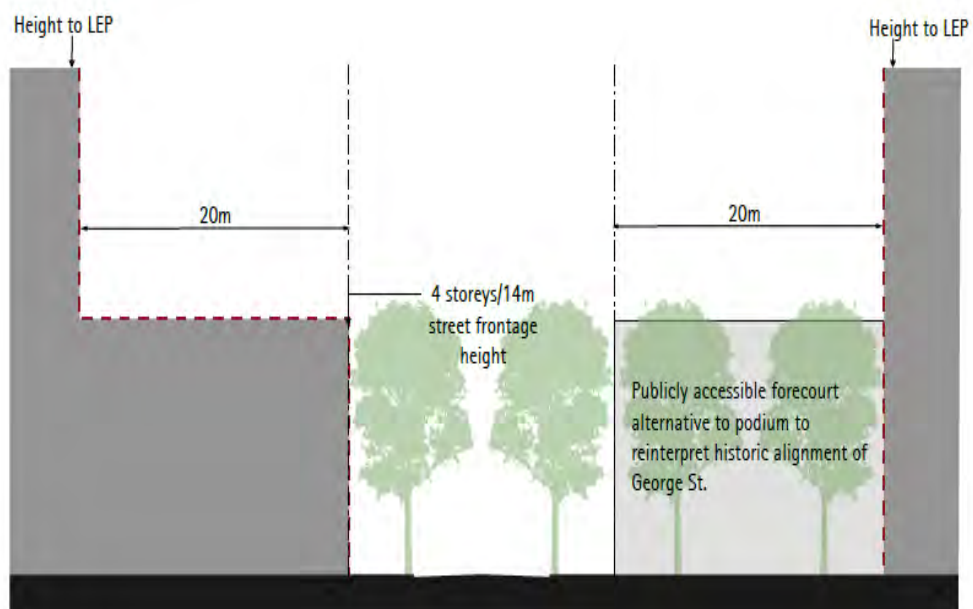 Height to LEP
Height to LEP
20m
20m
4 storeys/14m
street frontage
height
Publicly accessible forecourt
alternative to podium to
reinterpret historic alignment of
George St.